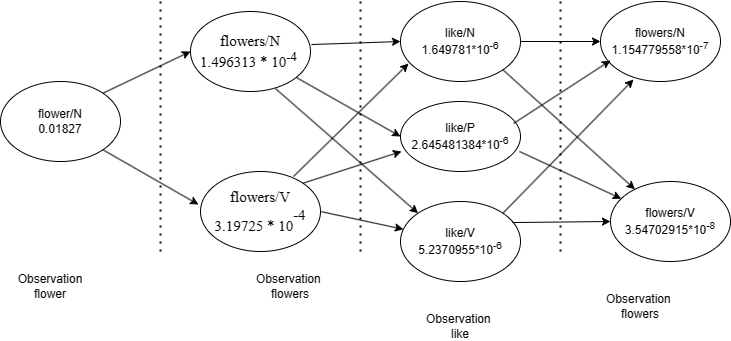 flower/N
0.01827
flowers/N
1.496313 * 10^-4
flowers/V
3.19725 * 10^-4
like/N
1.649781*10^-6
like/P
2.645481384*10^-6
like/V
5.2370955*10^-6
flowers/N
1.154779558*10^-7
flowers/V
3.54702915*10^-8
Observation
flower
Observation
flowers
Observation
like
Observation
flowers